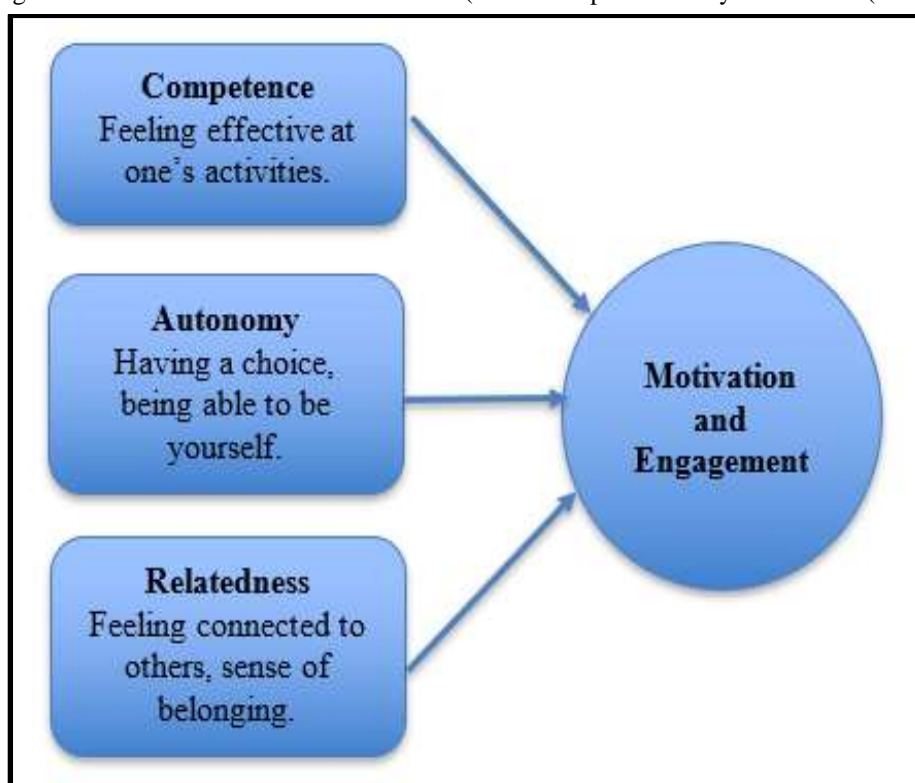 Competence
Feeling effective at
one's activities.
Autonomy
Having a choice,
being able to be
yourself.
Relatedness
Feeling connected to
others, sense of
belonging.
Motivation
and
Engagement